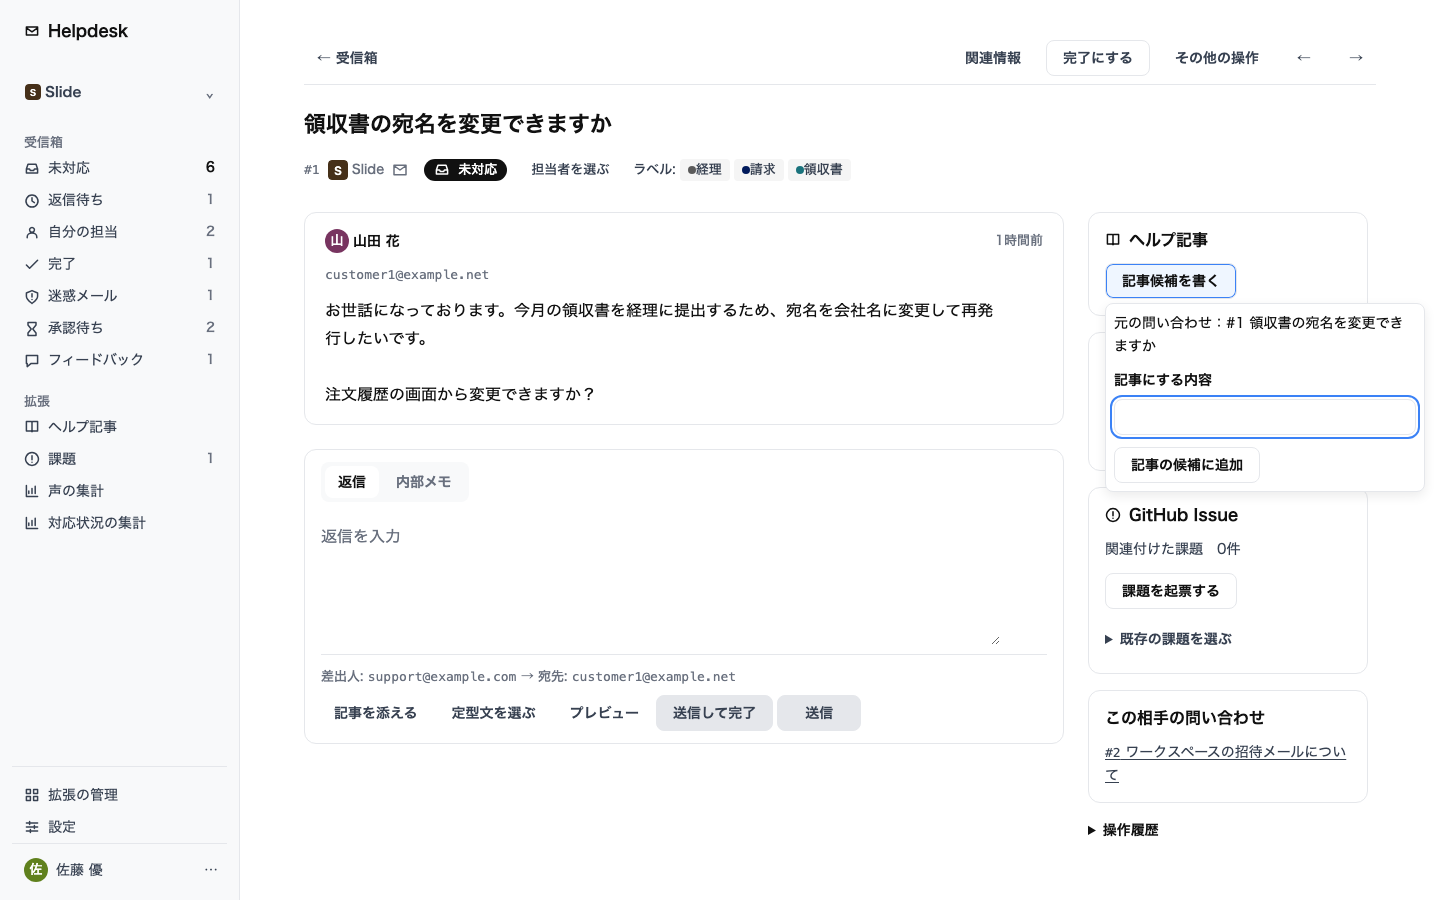 Helpdesk
S Slide
受信箱
未対応 6
返信待ち 1
自分の担当 2
完了 1
迷惑メール 1
承認待ち 2
フィードバック 1
拡張
ヘルプ記事
課題 1
声の集計
対応状況の集計
拡張の管理
設定
佐 佐藤 優 …
← 受信箱
関連情報 完了にする その他の操作 ← →
領収書の宛名を変更できますか
#1 S Slide 未対応 担当者を選ぶ ラベル: 経理 請求 領収書
山 山田 花 1時間前
customer1@example.net
お世話になっております。今月の領収書を経理に提出するため、宛名を会社名に変更して再発
行したいです。
注文履歴の画面から変更できますか？
返信 内部メモ
返信を入力
差出人: support@example.com → 宛先: customer1@example.net
記事を添える 定型文を選ぶ プレビュー 送信して完了 送信
ヘルプ記事
記事候補を書く
元の問い合わせ：#1 領収書の宛名を変更でき
ますか
記事にする内容
記事の候補に追加
GitHub Issue
関連付けた課題 0件
課題を起票する
▶ 既存の課題を選ぶ
この相手の問い合わせ
#2 ワークスペースの招待メールについ
て
▶ 操作履歴